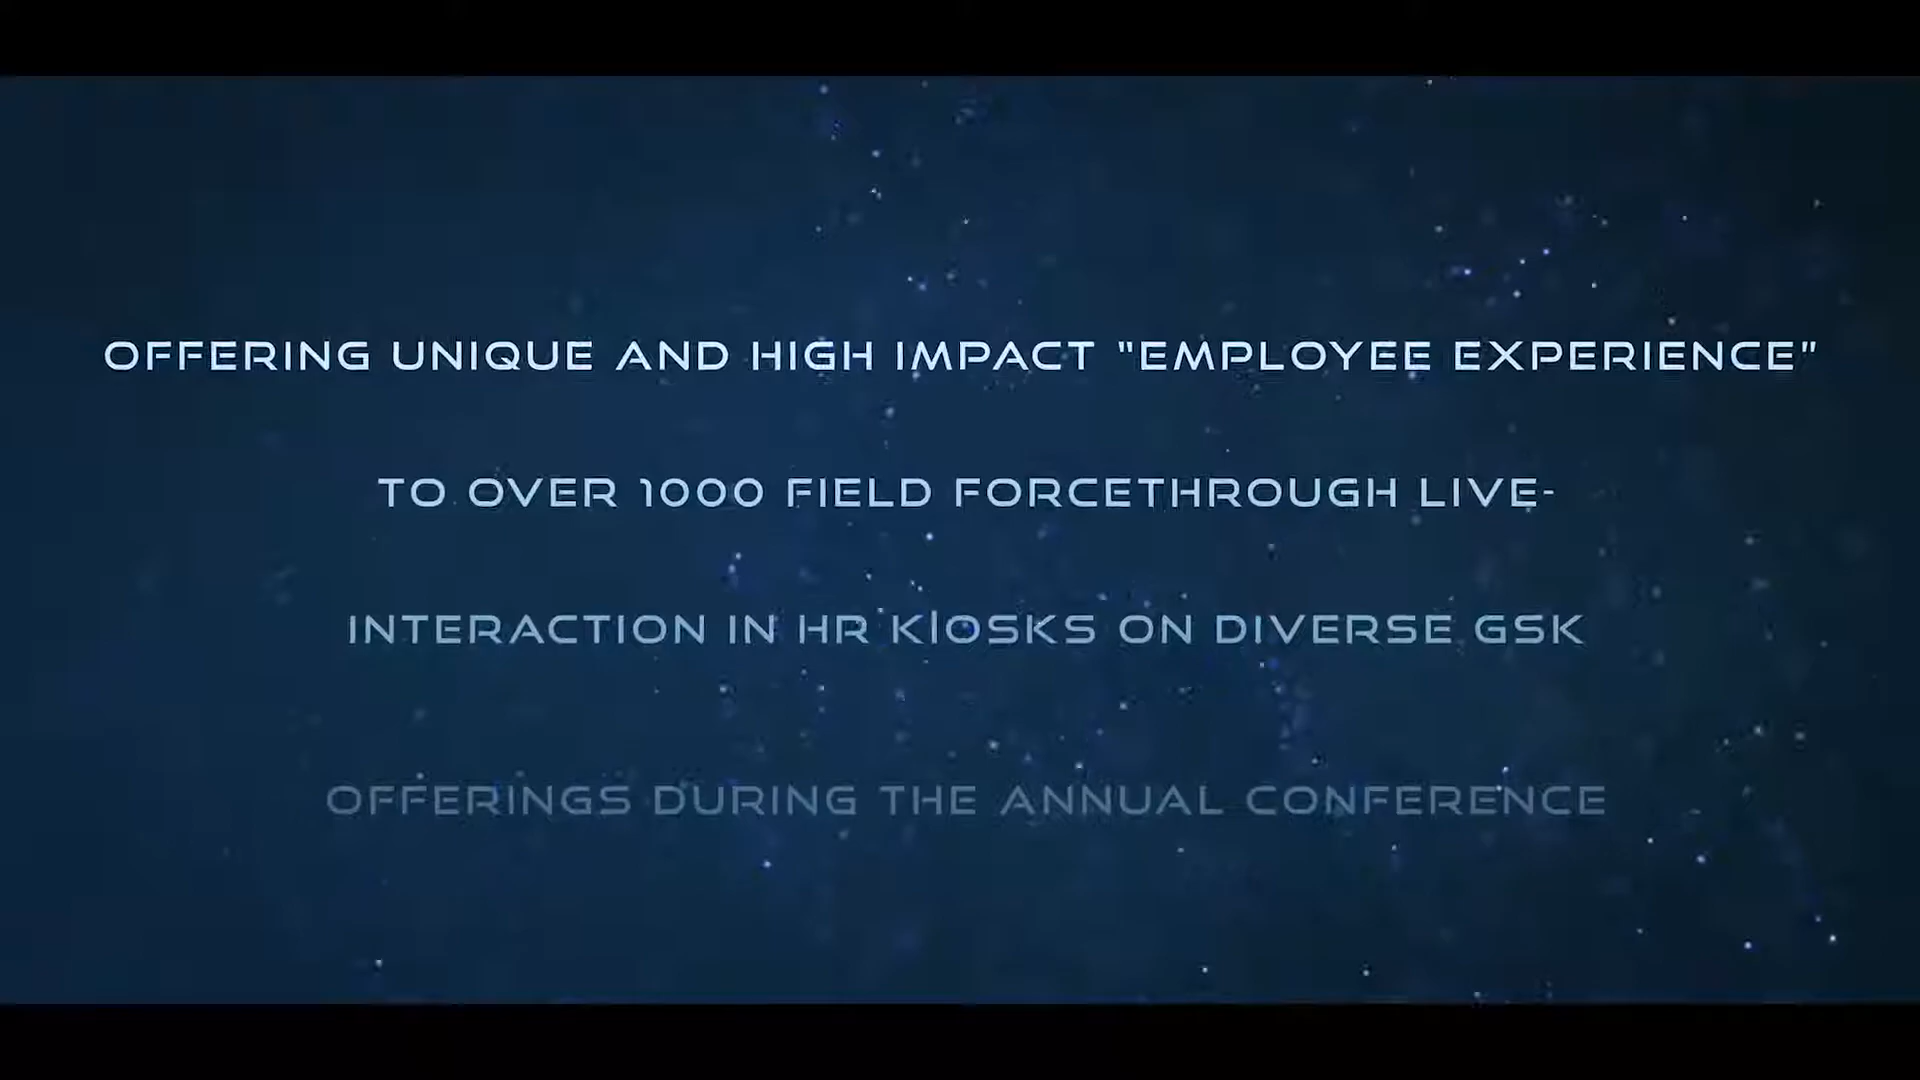 OFFERING UNIQUE AND HIGH IMPACT "EMPLOYEE EXPERIENCE"
TO OVER 1000 FIELD FORCETHROUGH LIVE-
INTERACTION IN HR KIOSKS ON DIVERSE GSK
OFFERINGS DURING THE ANNUAL CONFERENCE